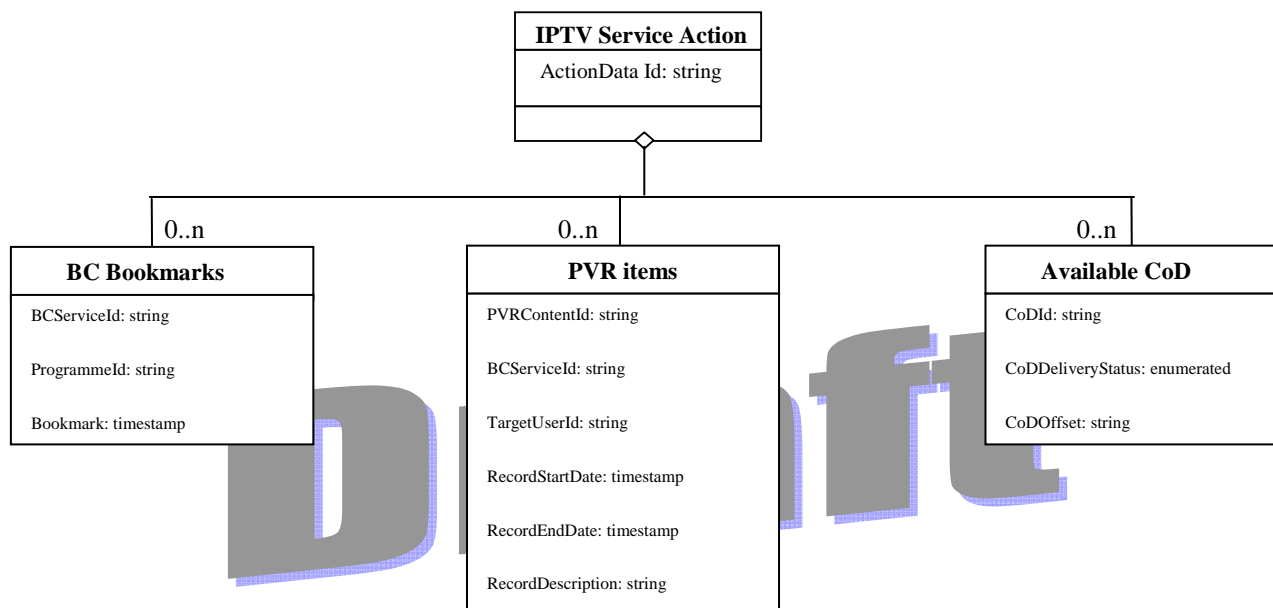 IPTV Service Action
ActionData Id: string
0..n
0..n
0..n
BC Bookmarks
BCServiceId: string
ProgrammeId: string
Bookmark: timestamp
PVR items
PVRContentId: string
BCServiceId: string
TargetUserId: string
RecordStartDate: timestamp
RecordEndDate: timestamp
RecordDescription: string
Available CoD
CoDId: string
CoDDeliveryStatus: enumerated
CoDOffset: string